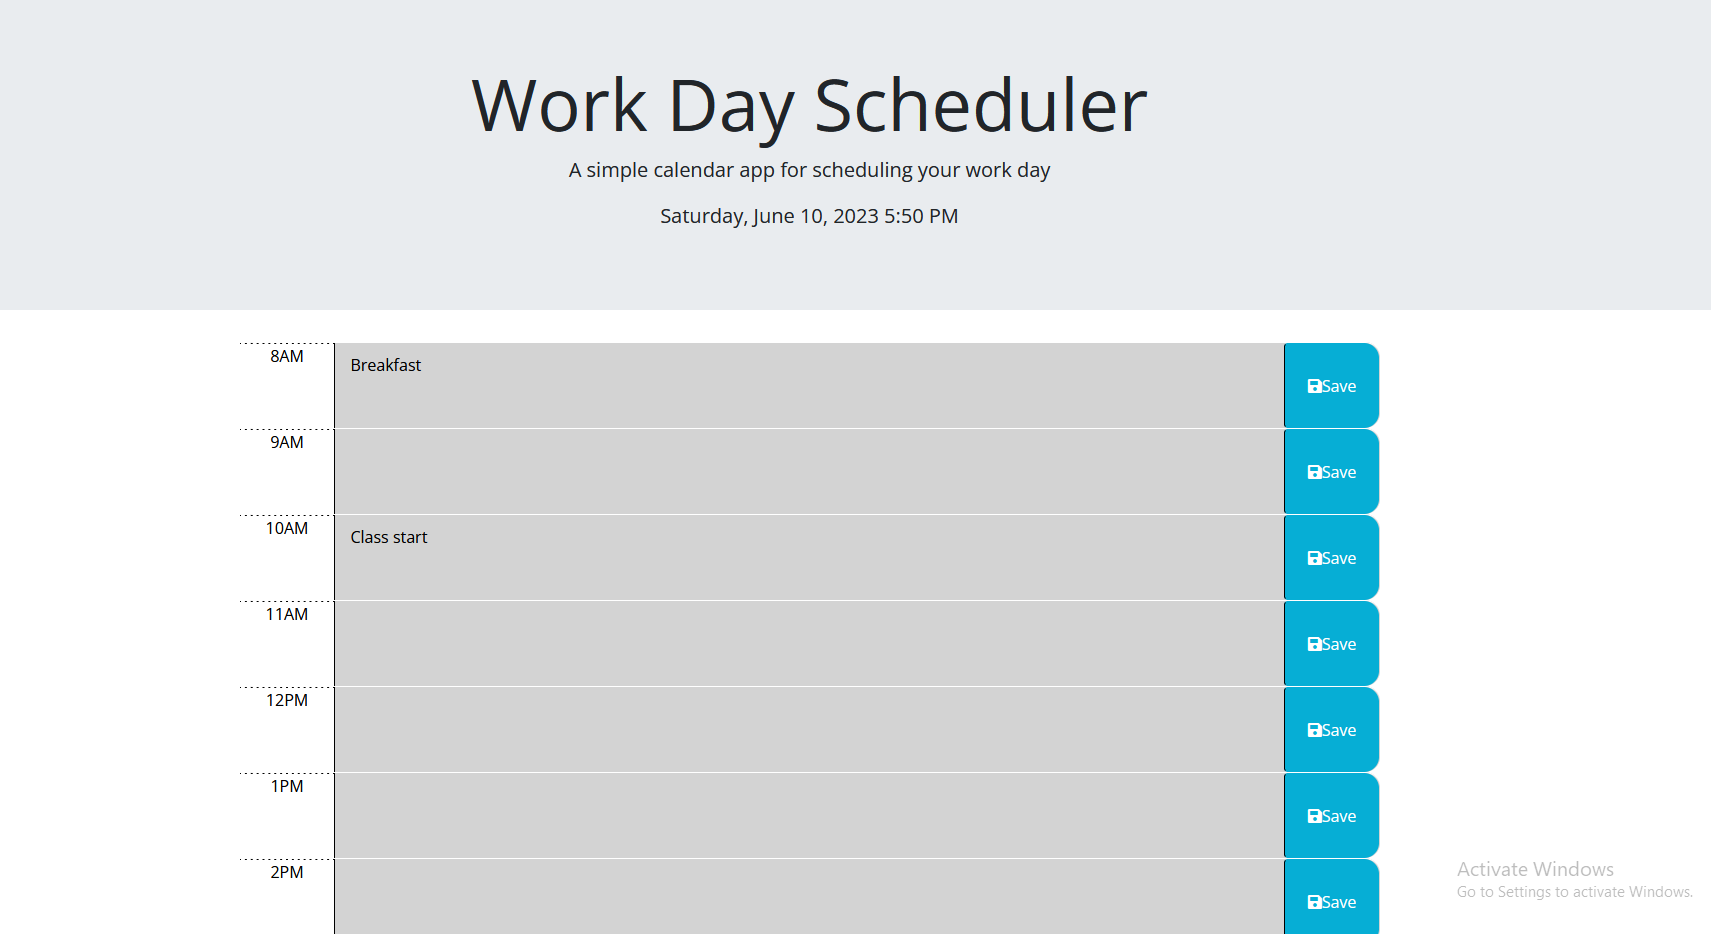 Work Day Scheduler
A simple calendar app for scheduling your work day
Saturday, June 10, 2023 5:50 PM
8AM
Breakfast
Save
9AM
Save
10AM
Class start
Save
11AM
Save
12PM
Save
1PM
Save
2PM
Save
Activate Windows
Go to Settings to activate Windows.